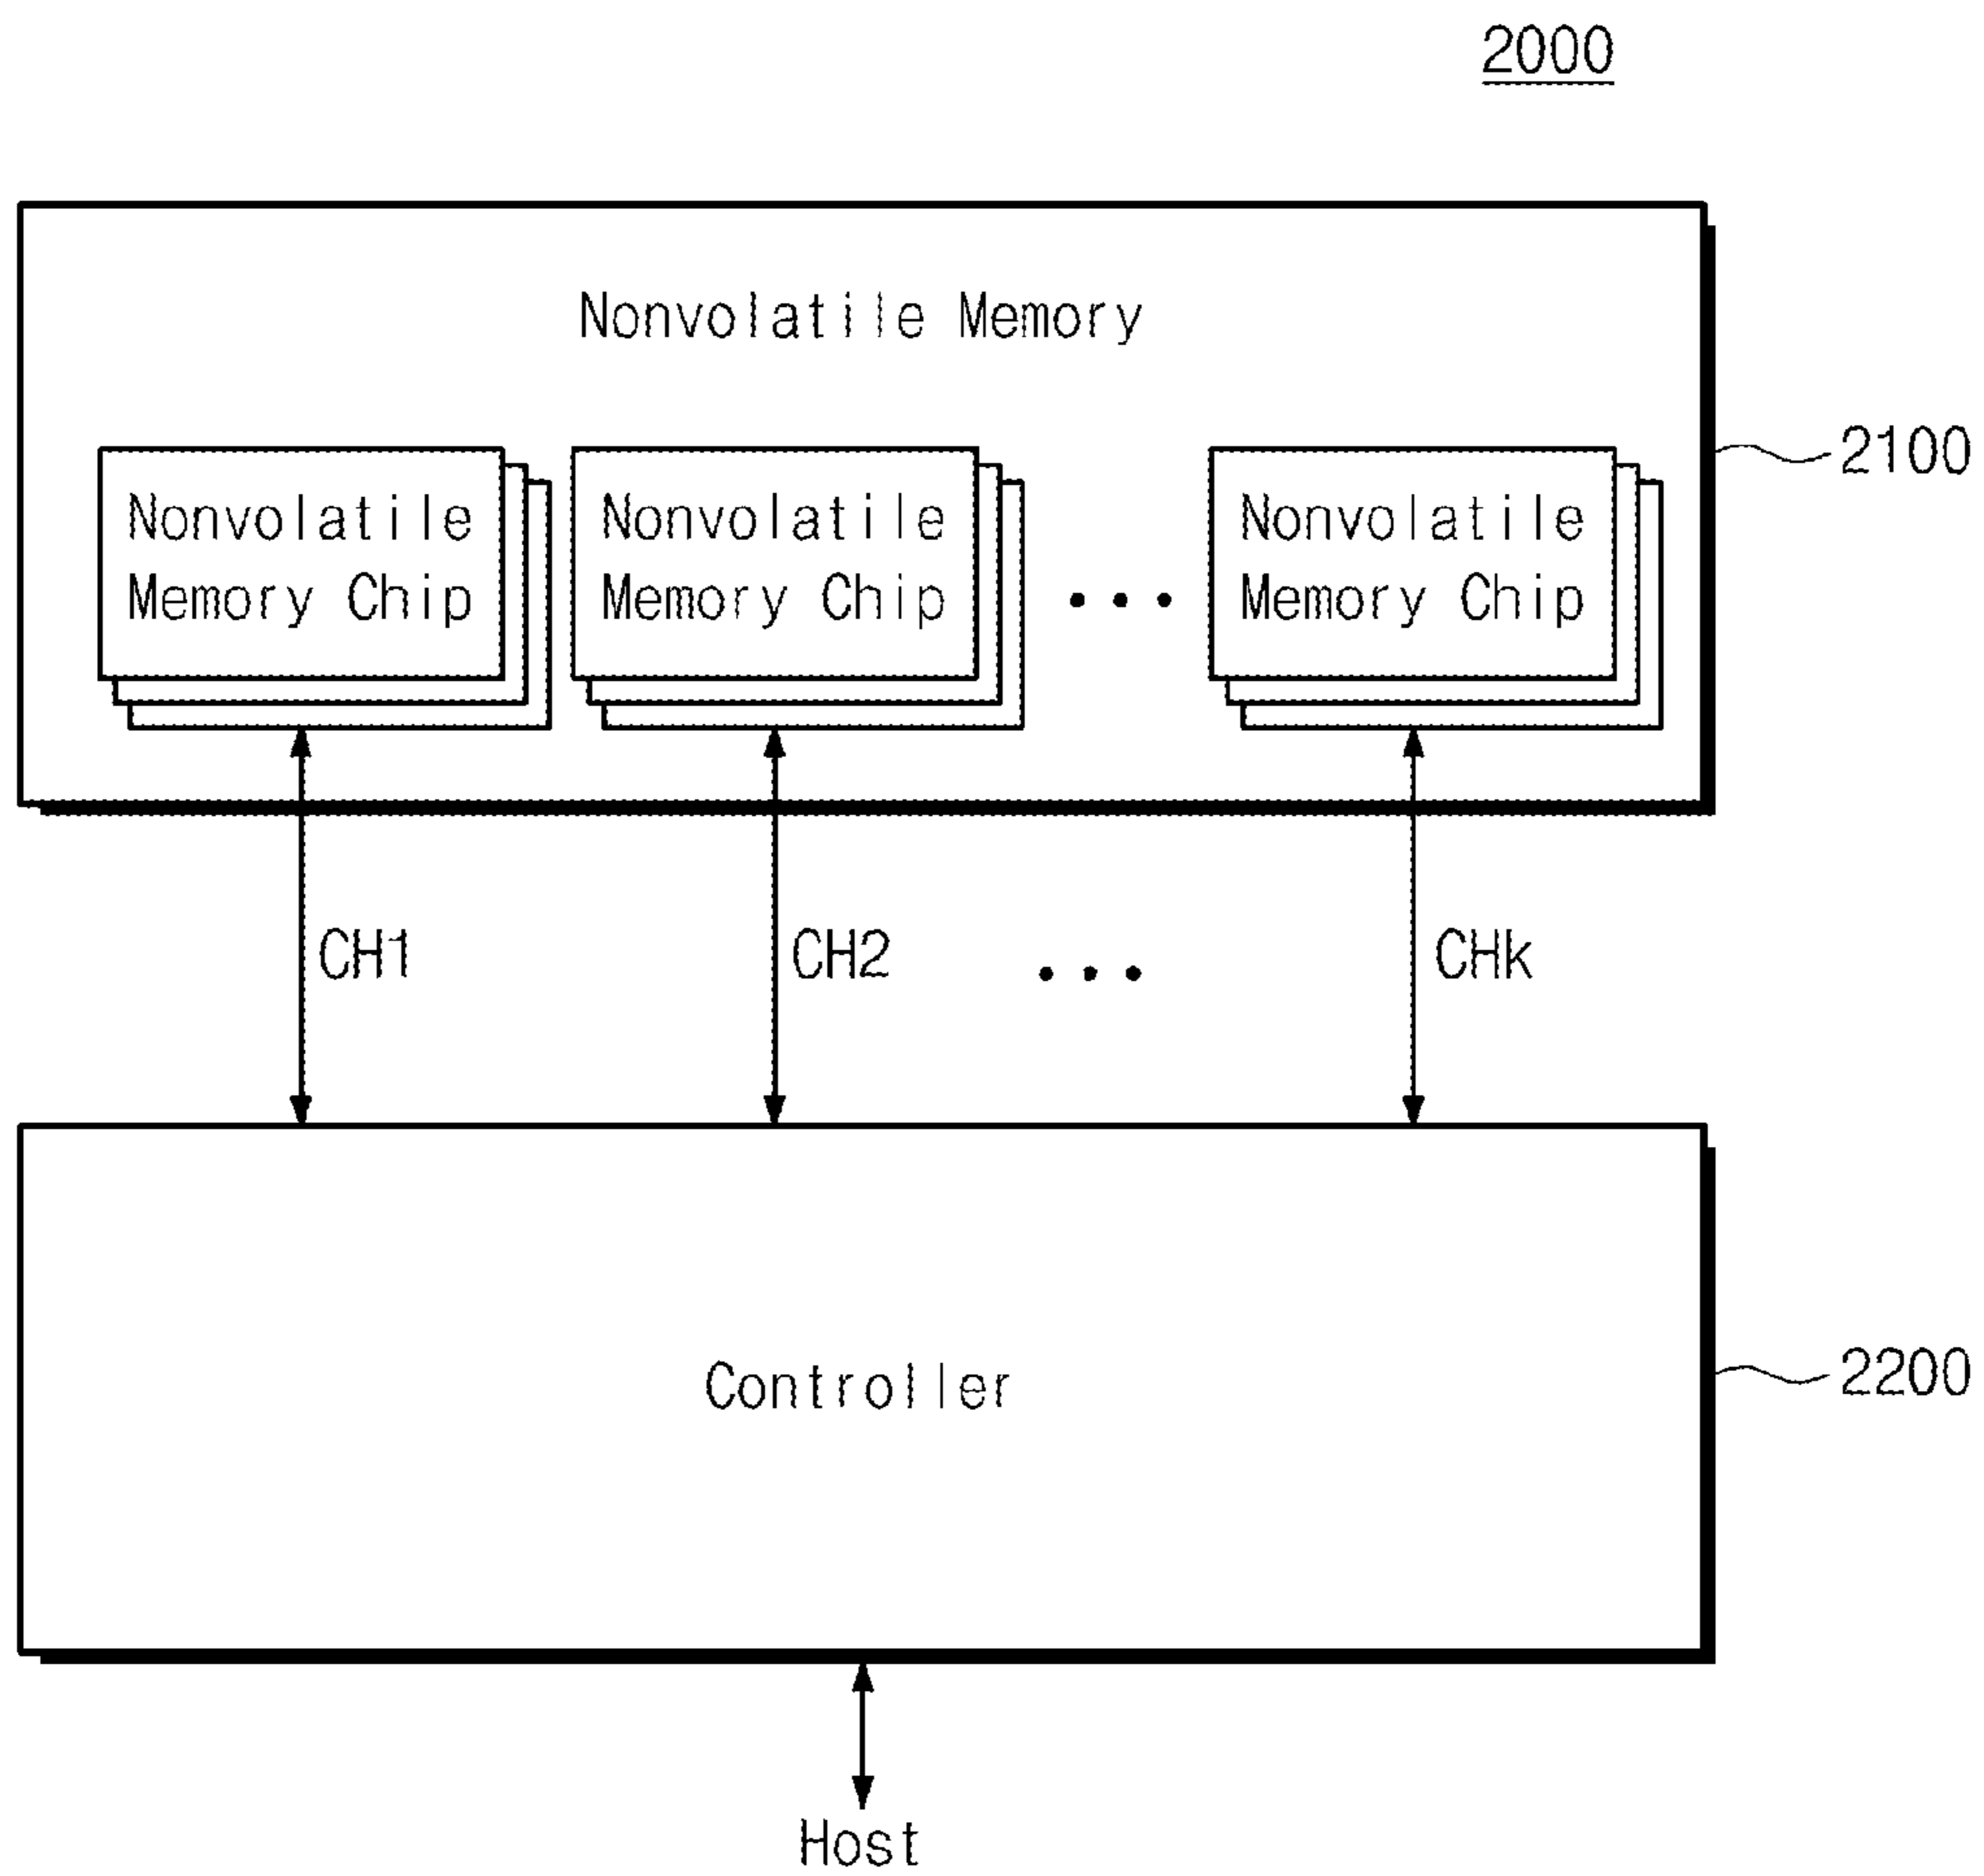 2000
Nonvolatile Memory
2100
Nonvolatile
Memory Chip
Nonvolatile
Memory Chip
• • •
Nonvolatile
Memory Chip
CH1
CH2
• • •
CHk
Controller
2200
Host